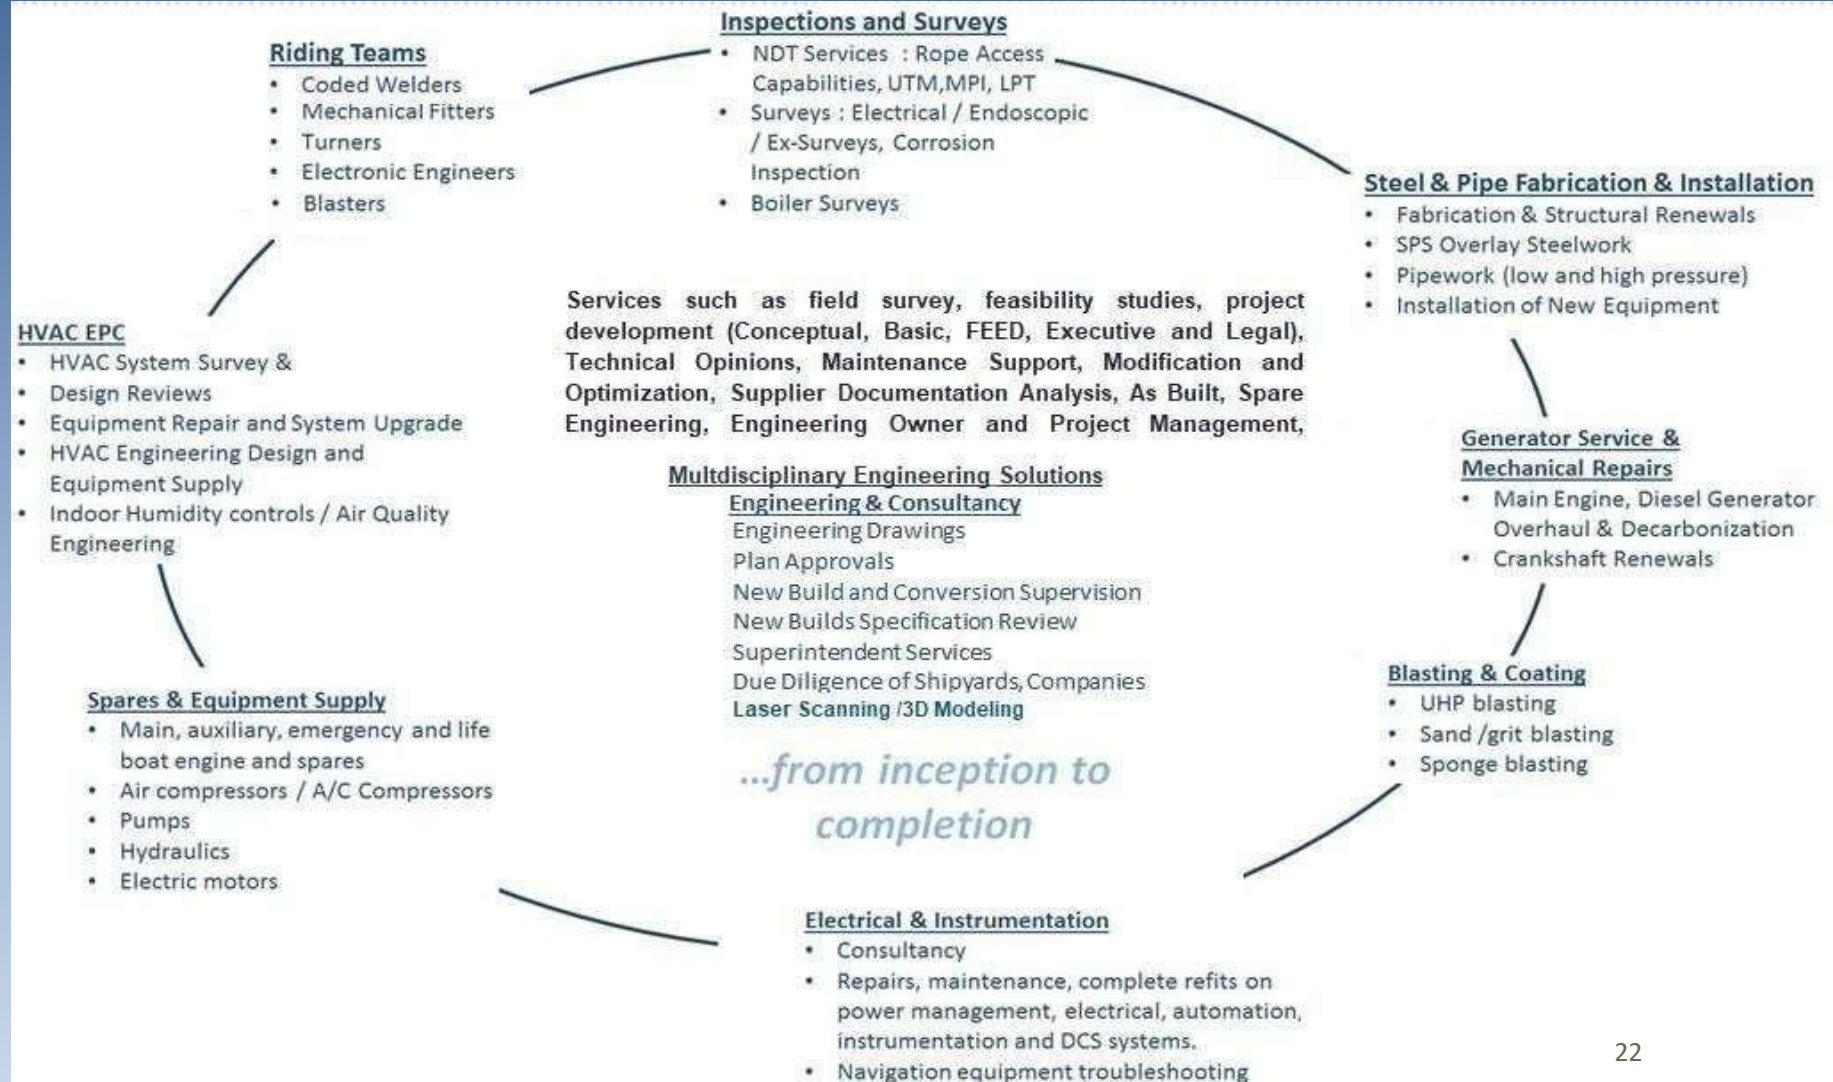 Inspections and Surveys
• NDT Services : Rope Access
Capabilities, UTM,MPI, LPT
• Surveys : Electrical / Endoscopic
/ Ex-Surveys, Corrosion
Inspection
• Boiler Surveys
Riding Teams
• Coded Welders
• Mechanical Fitters
• Turners
• Electronic Engineers
• Blasters
Steel & Pipe Fabrication & Installation
• Fabrication & Structural Renewals
• SPS Overlay Steelwork
• Pipework (low and high pressure)
• Installation of New Equipment
HVAC EPC
• HVAC System Survey &
• Design Reviews
• Equipment Repair and System Upgrade
• HVAC Engineering Design and
Equipment Supply
• Indoor Humidity controls / Air Quality
Engineering
Services such as field survey, feasibility studies, project
development (Conceptual, Basic, FEED, Executive and Legal),
Technical Opinions, Maintenance Support, Modification and
Optimization, Supplier Documentation Analysis, As Built, Spare
Engineering, Engineering Owner and Project Management,
Multdisciplinary Engineering Solutions
Engineering & Consultancy
Engineering Drawings
Plan Approvals
New Build and Conversion Supervision
New Builds Specification Review
Superintendent Services
Due Diligence of Shipyards, Companies
Laser Scanning /3D Modeling
...from inception to
completion
Generator Service &
Mechanical Repairs
• Main Engine, Diesel Generator
Overhaul & Decarbonization
• Crankshaft Renewals
Blasting & Coating
• UHP blasting
• Sand /grit blasting
• Sponge blasting
Spares & Equipment Supply
• Main, auxiliary, emergency and life
boat engine and spares
• Air compressors / A/C Compressors
• Pumps
• Hydraulics
• Electric motors
Electrical & Instrumentation
• Consultancy
• Repairs, maintenance, complete refits on
power management, electrical, automation,
instrumentation and DCS systems.
• Navigation equipment troubleshooting
22